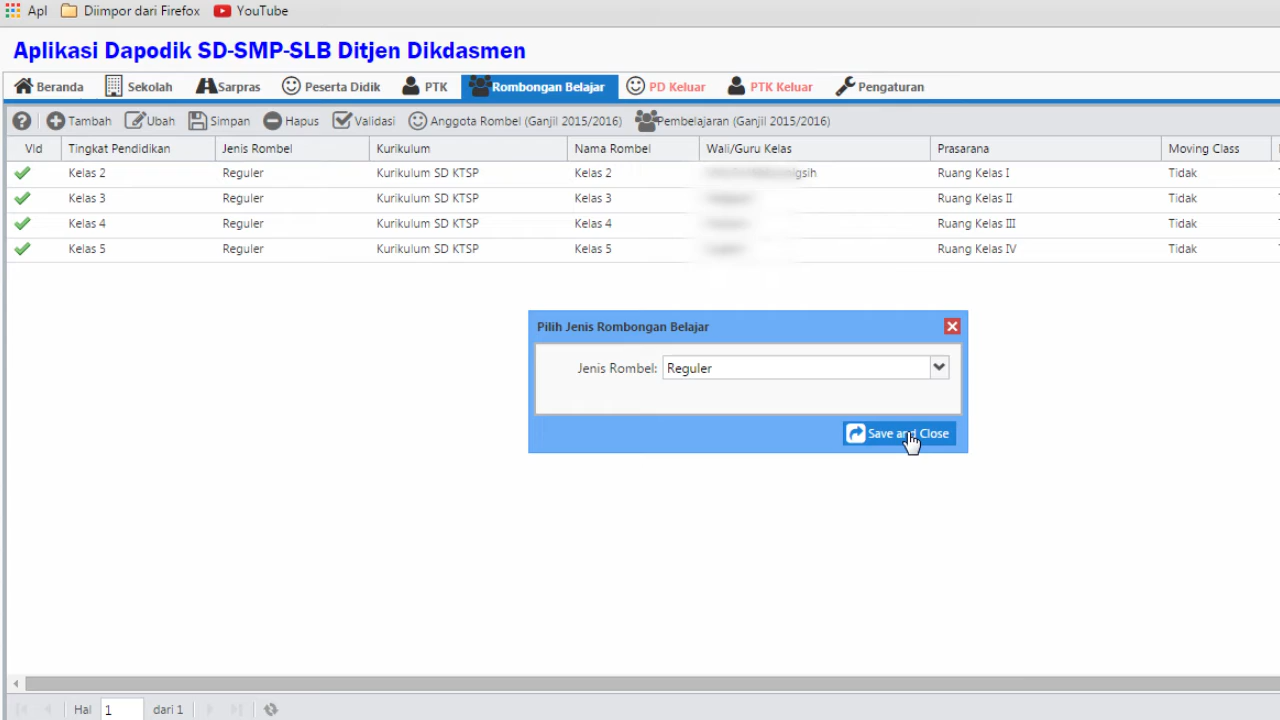 Apl Diimpor dari Firefox YouTube
Aplikasi Dapodik SD-SMP-SLB Ditjen Dikdasmen
Beranda Sekolah Sarpras Peserta Didik PTK Rombongan Belajar PD Keluar PTK Keluar Pengaturan
? Tambah Ubah Simpan Hapus Validasi Anggota Rombel (Ganjil 2015/2016) Pembelajaran (Ganjil 2015/2016)
Vld Tingkat Pendidikan Jenis Rombel Kurikulum Nama Rombel Wali/Guru Kelas Prasarana Moving Class
Kelas 2 Reguler Kurikulum SD KTSP Kelas 2 Ruang Kelas I Tidak
Kelas 3 Reguler Kurikulum SD KTSP Kelas 3 Ruang Kelas II Tidak
Kelas 4 Reguler Kurikulum SD KTSP Kelas 4 Ruang Kelas III Tidak
Kelas 5 Reguler Kurikulum SD KTSP Kelas 5 Ruang Kelas IV Tidak
Pilih Jenis Rombongan Belajar
Jenis Rombel: Reguler
Save and Close
Hal 1 dari 1